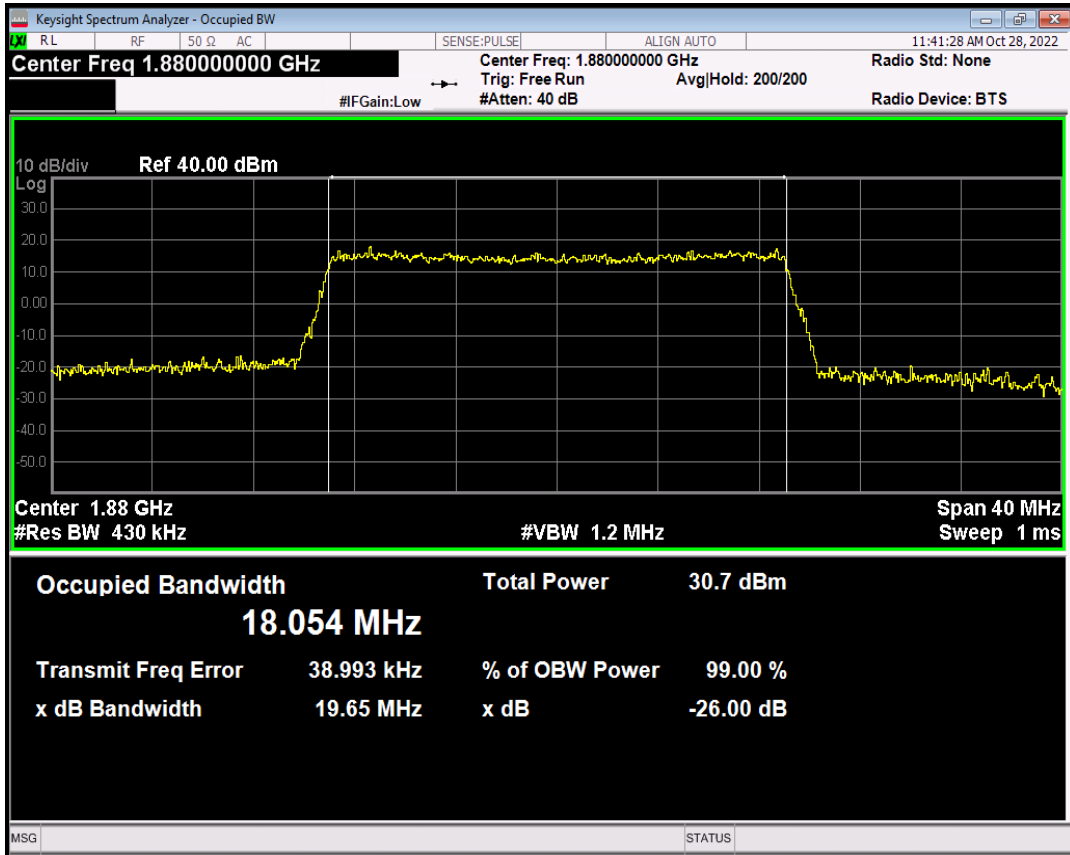 Keysight Spectrum Analyzer - Occupied BW
LXI RL RF 50 Ω AC SENSE:PULSE ALIGN AUTO 11:41:28 AM Oct 28, 2022
Center Freq 1.880000000 GHz Center Freq: 1.880000000 GHz Radio Std: None
Trig: Free Run Avg|Hold: 200/200
#IFGain:Low #Atten: 40 dB Radio Device: BTS
10 dB/div Ref 40.00 dBm
Log
30.0
20.0
10.0
0.00
-10.0
-20.0
-30.0
-40.0
-50.0
Center 1.88 GHz Span 40 MHz
#Res BW 430 kHz #VBW 1.2 MHz Sweep 1 ms
Occupied Bandwidth Total Power 30.7 dBm
18.054 MHz
Transmit Freq Error 38.993 kHz % of OBW Power 99.00 %
x dB Bandwidth 19.65 MHz x dB -26.00 dB
MSG STATUS